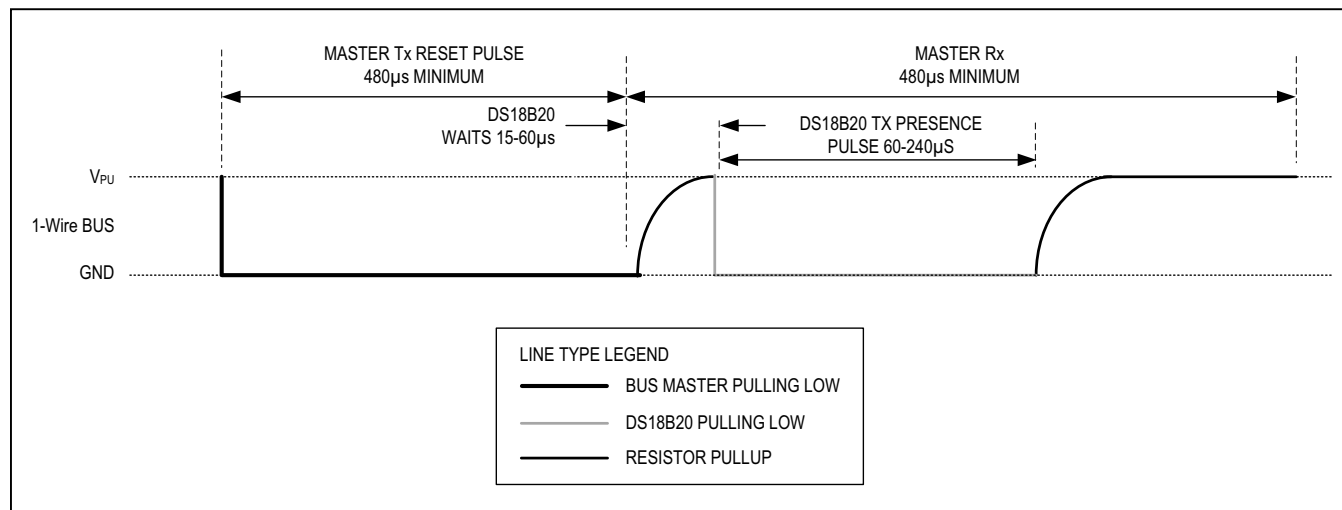 MASTER Tx RESET PULSE
480µs MINIMUM
MASTER Rx
480µs MINIMUM
DS18B20
WAITS 15-60µs
DS18B20 TX PRESENCE
PULSE 60-240µS
VPU
1-Wire BUS
GND
LINE TYPE LEGEND
BUS MASTER PULLING LOW
DS18B20 PULLING LOW
RESISTOR PULLUP